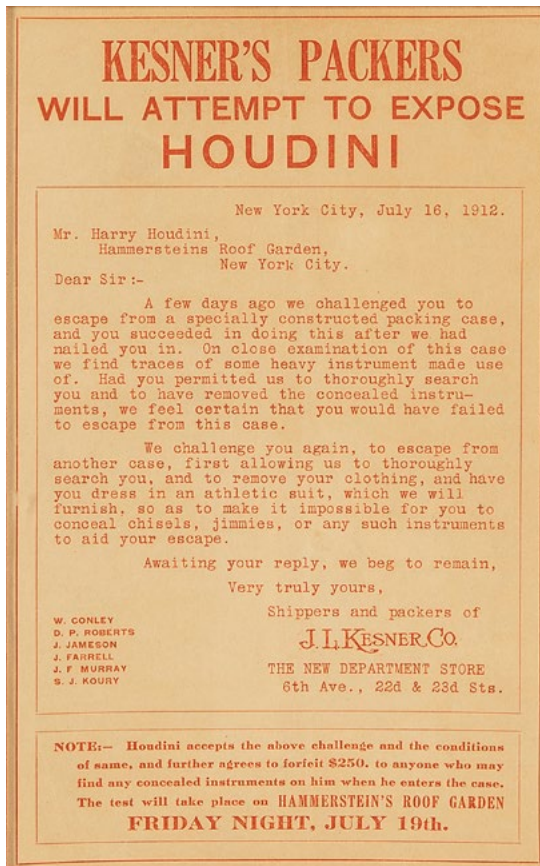 KESNER'S PACKERS
WILL ATTEMPT TO EXPOSE
HOUDINI
New York City, July 16, 1912.
Mr. Harry Houdini,
Hammersteins Roof Garden,
New York City.
Dear Sir:-
A few days ago we challenged you to
escape from a specially constructed packing case,
and you succeeded in doing this after we had
nailed you in. On close examination of this case
we find traces of some heavy instrument made use
of. Had you permitted us to thoroughly search
you and to have removed the concealed instru-
ments, we feel certain that you would have failed
to escape from this case.
We challenge you again, to escape from
another case, first allowing us to thoroughly
search you, and to remove your clothing, and have
you dress in an athletic suit, which we will
furnish, so as to make it impossible for you to
conceal chisels, jimmies, or any such instruments
to aid your escape.
Awaiting your reply, we beg to remain,
Very truly yours,
Shippers and packers of
J. L. KESNER CO.
THE NEW DEPARTMENT STORE
6th Ave., 22d & 23d Sts.
W. CONLEY
D. P. ROBERTS
J. JAMESON
J. FARRELL
J. F MURRAY
S. J. KOURY
NOTE:— Houdini accepts the above challenge and the conditions
of same, and further agrees to forfeit $250. to anyone who may
find any concealed instruments on him when he enters the case.
The test will take place on HAMMERSTEIN'S ROOF GARDEN
FRIDAY NIGHT, JULY 19th.